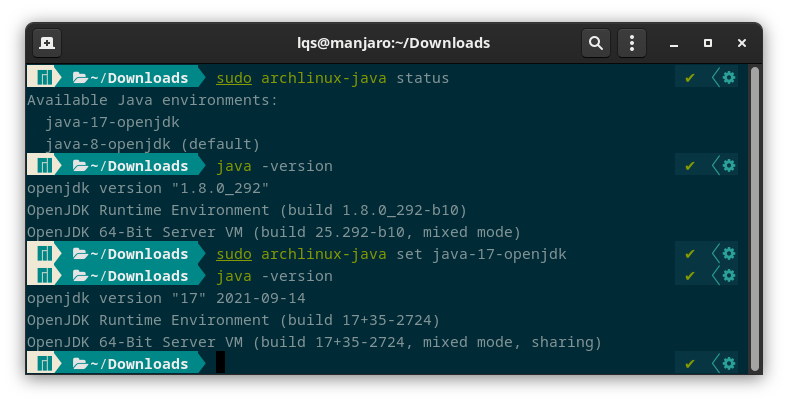 lqs@manjaro:~/Downloads
~/Downloads sudo archlinux-java status
Available Java environments:
  java-17-openjdk
  java-8-openjdk (default)
~/Downloads java -version
openjdk version "1.8.0_292"
OpenJDK Runtime Environment (build 1.8.0_292-b10)
OpenJDK 64-Bit Server VM (build 25.292-b10, mixed mode)
~/Downloads sudo archlinux-java set java-17-openjdk
~/Downloads java -version
openjdk version "17" 2021-09-14
OpenJDK Runtime Environment (build 17+35-2724)
OpenJDK 64-Bit Server VM (build 17+35-2724, mixed mode, sharing)
~/Downloads